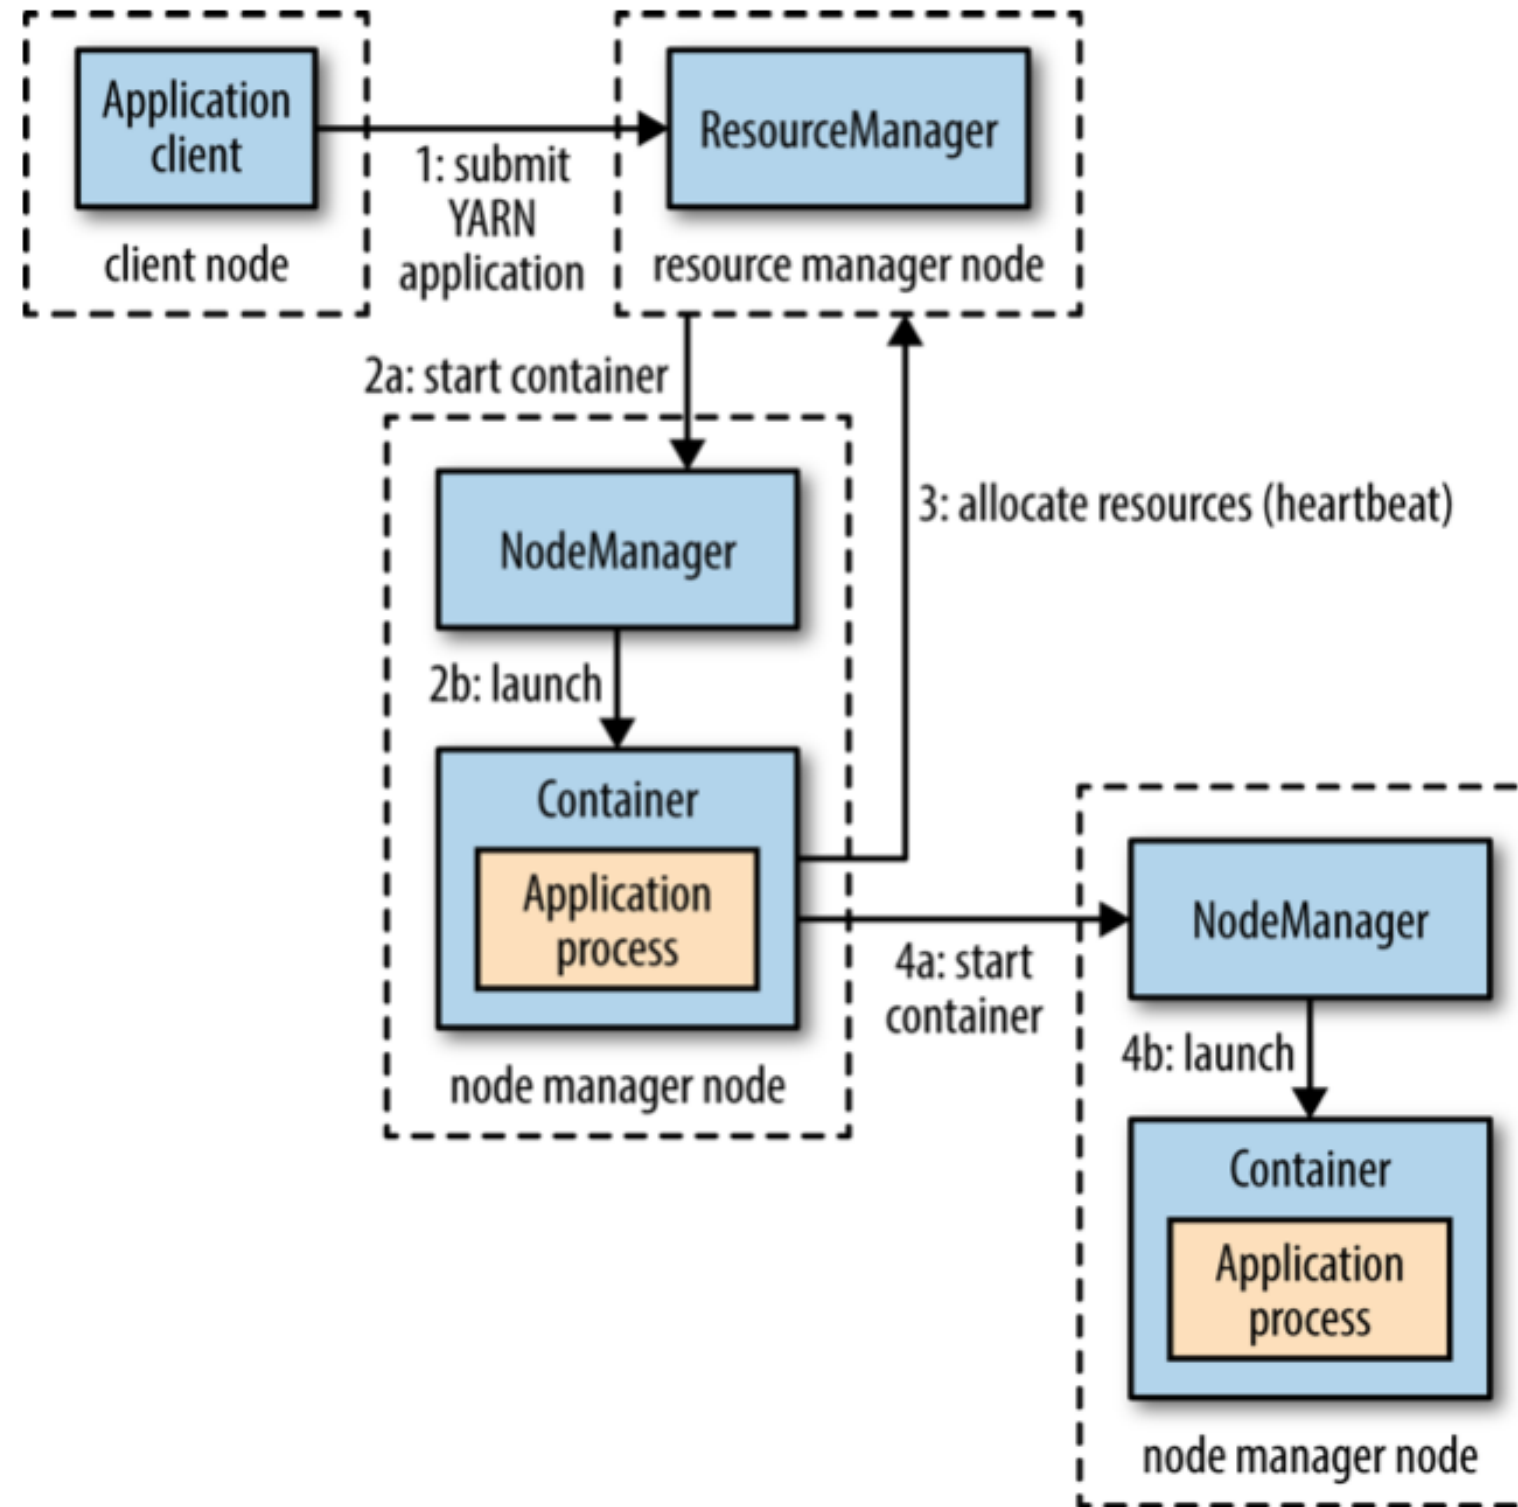 Application
client
client node
1: submit
YARN
application
ResourceManager
resource manager node
2a: start container
NodeManager
2b: launch
Container
Application
process
node manager node
3: allocate resources (heartbeat)
4a: start
container
NodeManager
4b: launch
Container
Application
process
node manager node